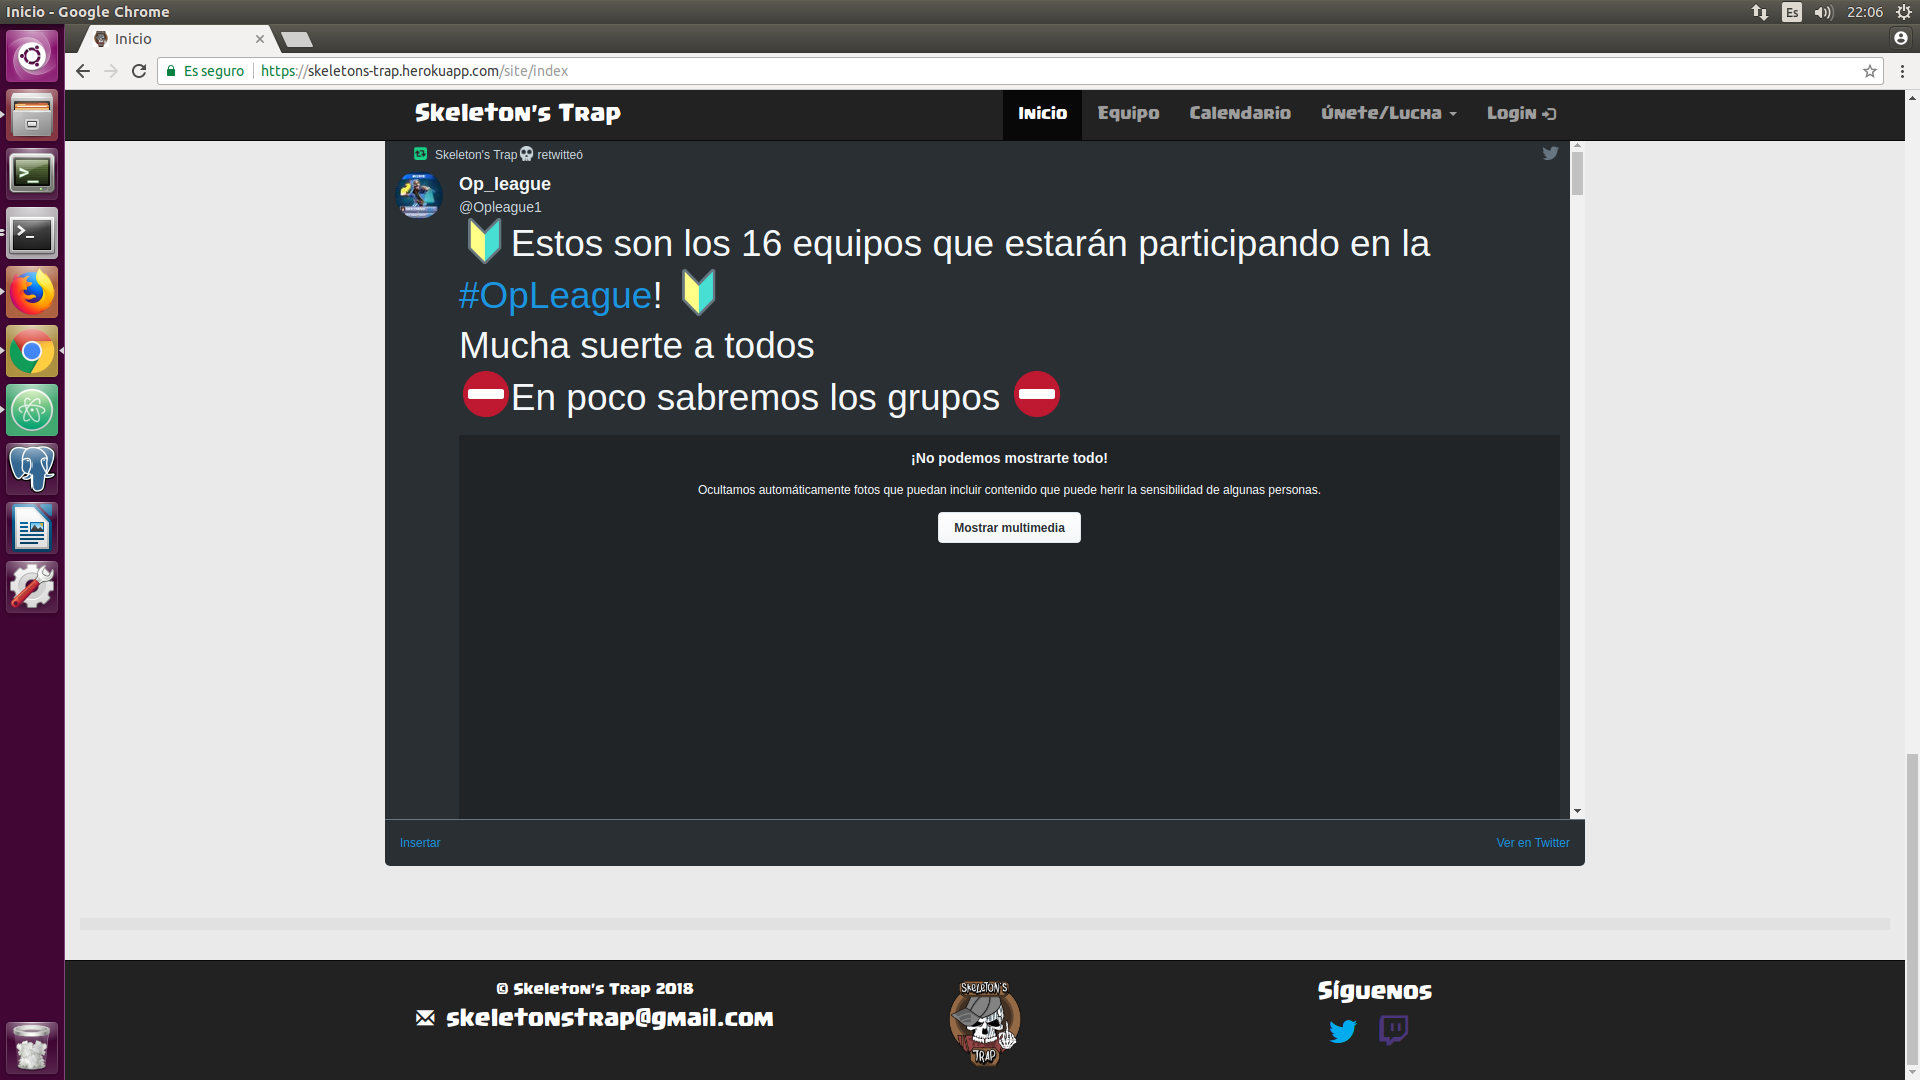 Inicio - Google Chrome
Es
22:06
Inicio
Es seguro
https://skeletons-trap.herokuapp.com/site/index
Skeleton's Trap
Inicio
Equipo
Calendario
Únete/Lucha
Login
Skeleton's Trap💀 retwitteó
Op_league
@Opleague1
🔰Estos son los 16 equipos que estarán participando en la
#OpLeague! 🔰
Mucha suerte a todos
⛔En poco sabremos los grupos ⛔
¡No podemos mostrarte todo!
Ocultamos automáticamente fotos que puedan incluir contenido que puede herir la sensibilidad de algunas personas.
Mostrar multimedia
Insertar
Ver en Twitter
© Skeleton's Trap 2018
skeletonstrap@gmail.com
SKELETON'S
TRAP
Síguenos